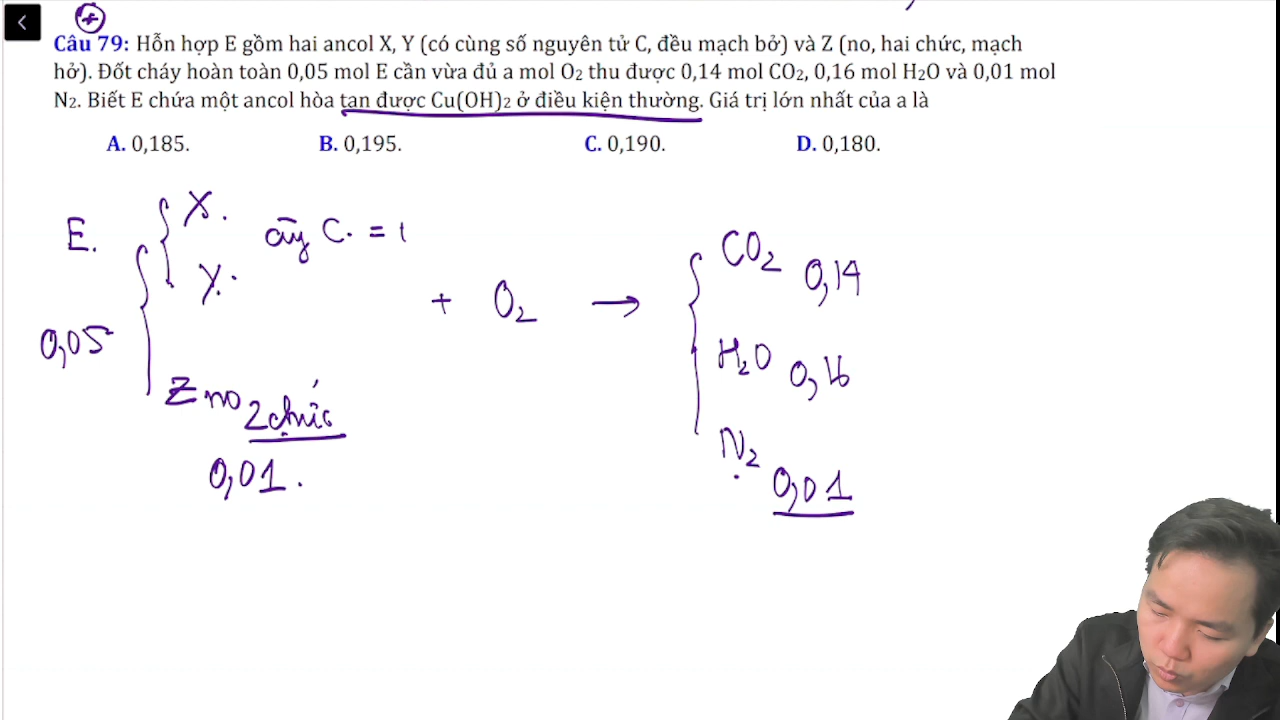 Câu 79: Hỗn hợp E gồm hai ancol X, Y (có cùng số nguyên tử C, đều mạch bở) và Z (no, hai chức, mạch
hở). Đốt cháy hoàn toàn 0,05 mol E cần vừa đủ a mol O₂ thu được 0,14 mol CO₂, 0,16 mol H₂O và 0,01 mol
N₂. Biết E chứa một ancol hòa tan được Cu(OH)₂ ở điều kiện thường. Giá trị lớn nhất của a là
A. 0,185. B. 0,195. C. 0,190. D. 0,180.
X.
E.
C. =
Y.
CO₂ 0,14
+ O₂ →
0,05
H₂O 0,16
Z no 2 chức
N₂ 0,01
0,01.